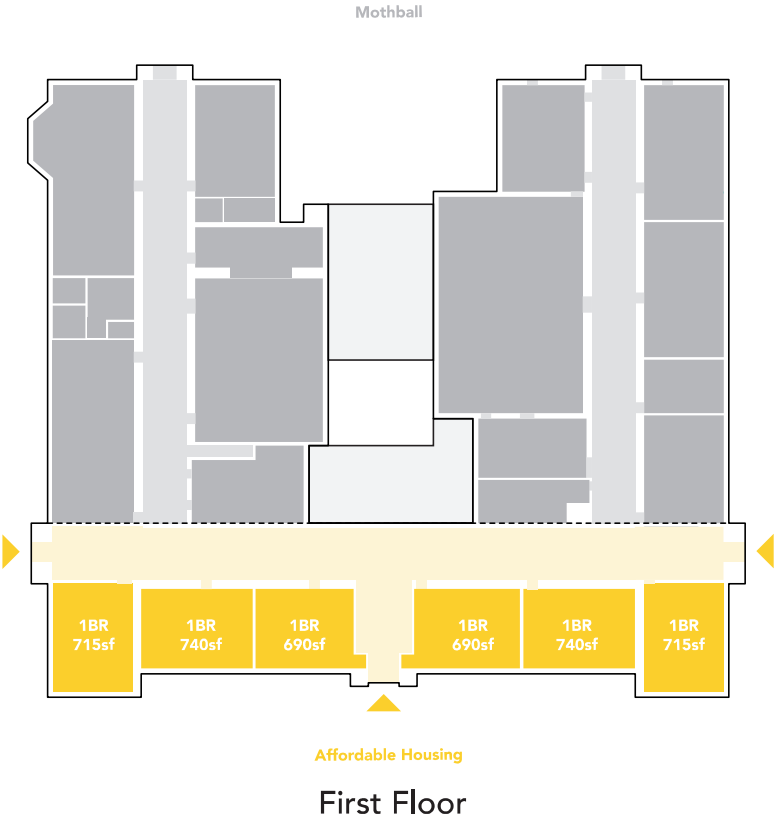 Mothball
1BR
715sf
1BR
740sf
1BR
690sf
1BR
690sf
1BR
740sf
1BR
715sf
Affordable Housing
First Floor